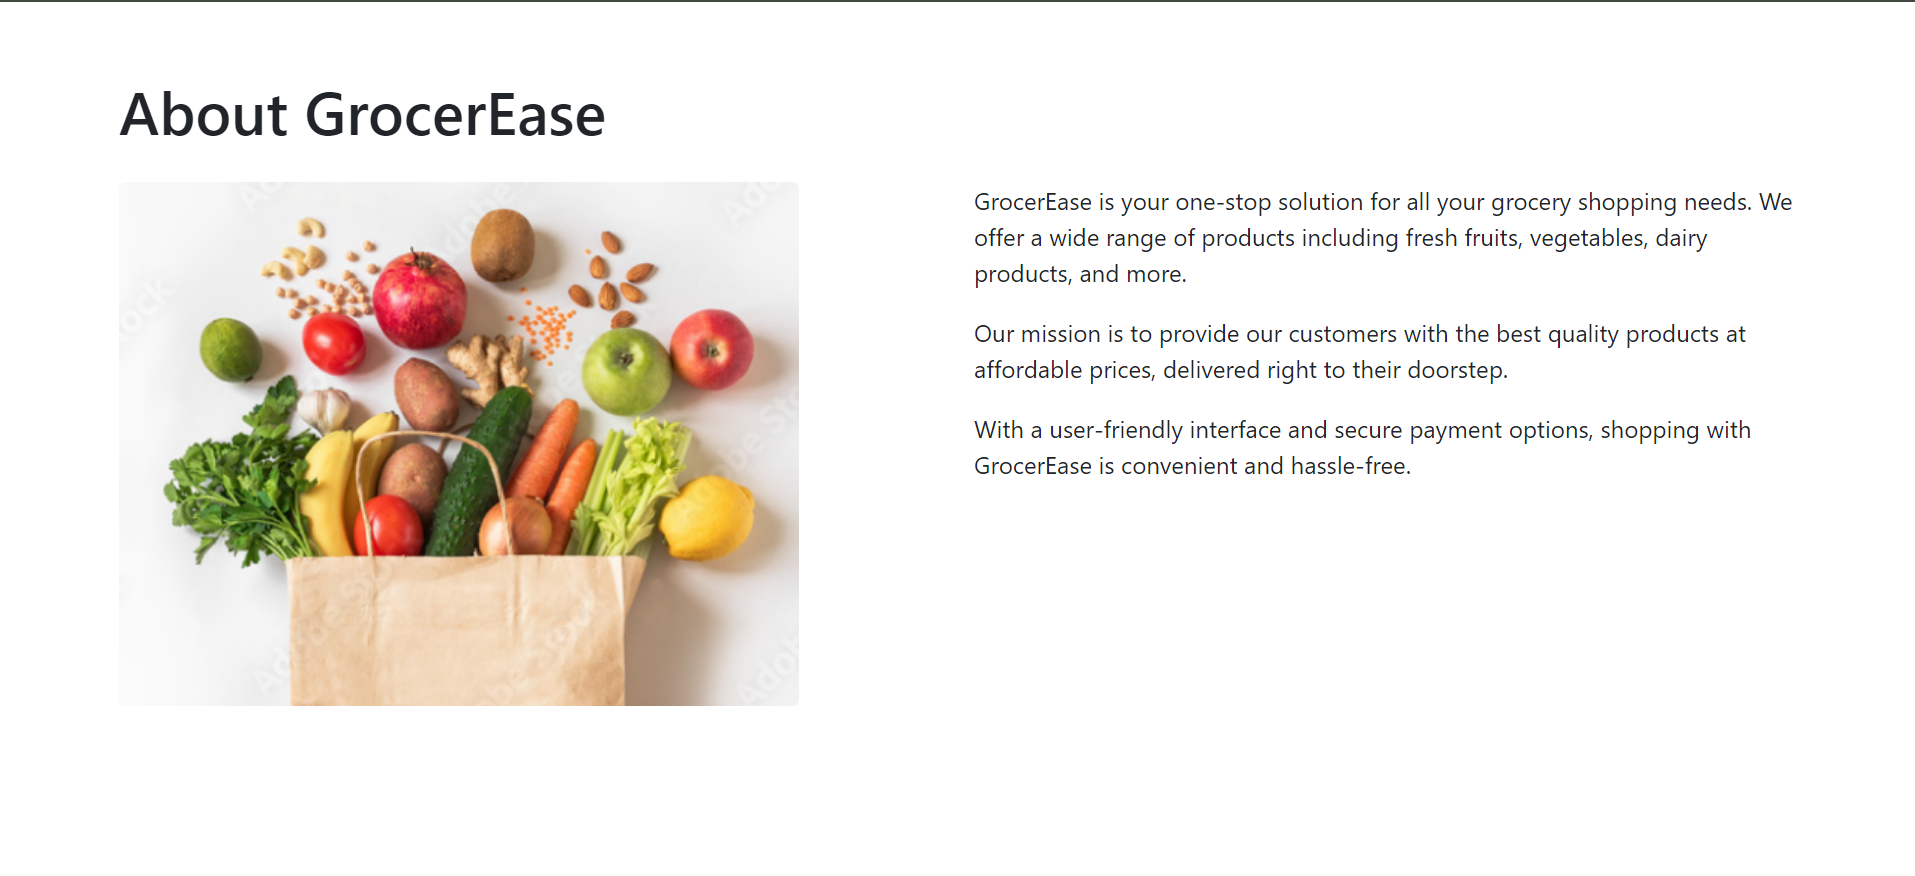 About GrocerEase
GrocerEase is your one-stop solution for all your grocery shopping needs. We
offer a wide range of products including fresh fruits, vegetables, dairy
products, and more.
Our mission is to provide our customers with the best quality products at
affordable prices, delivered right to their doorstep.
With a user-friendly interface and secure payment options, shopping with
GrocerEase is convenient and hassle-free.